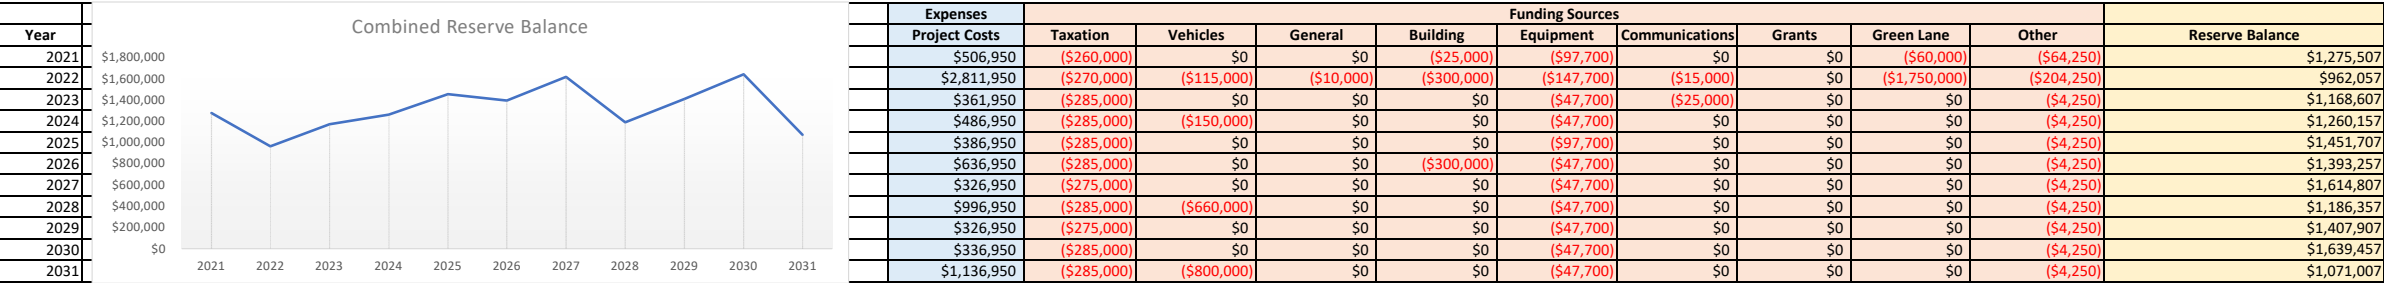 Expenses Funding Sources
Year Project Costs Taxation Vehicles General Building Equipment Communications Grants Green Lane Other Reserve Balance
2021 $506,950 ($260,000) $0 $0 ($25,000) ($97,700) $0 $0 ($60,000) ($64,250) $1,275,507
2022 $2,811,950 ($270,000) ($115,000) ($10,000) ($300,000) ($147,700) ($15,000) $0 ($1,750,000) ($204,250) $962,057
2023 $361,950 ($285,000) $0 $0 $0 ($47,700) ($25,000) $0 $0 ($4,250) $1,168,607
2024 $486,950 ($285,000) ($150,000) $0 $0 ($47,700) $0 $0 $0 ($4,250) $1,260,157
2025 $386,950 ($285,000) $0 $0 $0 ($97,700) $0 $0 $0 ($4,250) $1,451,707
2026 $636,950 ($285,000) $0 $0 ($300,000) ($47,700) $0 $0 $0 ($4,250) $1,393,257
2027 $326,950 ($275,000) $0 $0 $0 ($47,700) $0 $0 $0 ($4,250) $1,614,807
2028 $996,950 ($285,000) ($660,000) $0 $0 ($47,700) $0 $0 $0 ($4,250) $1,186,357
2029 $326,950 ($275,000) $0 $0 $0 ($47,700) $0 $0 $0 ($4,250) $1,407,907
2030 $336,950 ($285,000) $0 $0 $0 ($47,700) $0 $0 $0 ($4,250) $1,639,457
2031 $1,136,950 ($285,000) ($800,000) $0 $0 ($47,700) $0 $0 $0 ($4,250) $1,071,007
Combined Reserve Balance
$1,800,000
$1,600,000
$1,400,000
$1,200,000
$1,000,000
$800,000
$600,000
$400,000
$200,000
$0
2021 2022 2023 2024 2025 2026 2027 2028 2029 2030 2031